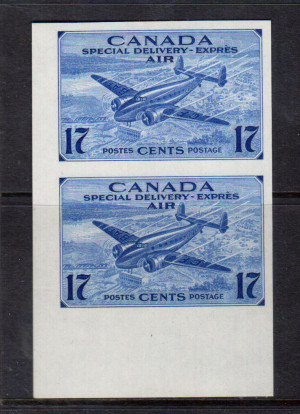 CANADA
SPECIAL DELIVERY-EXPRÈS
AIR
17 POSTES CENTS POSTAGE 17
CANADA
SPECIAL DELIVERY-EXPRÈS
AIR
17 POSTES CENTS POSTAGE 17